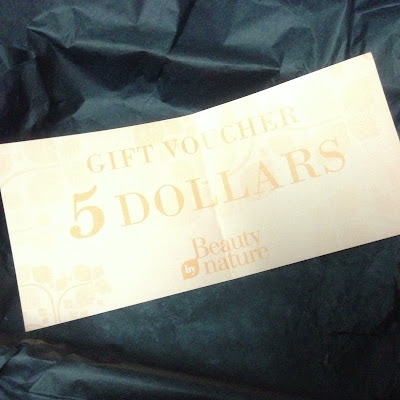 GIFT VOUCHER
5 DOLLARS
Beauty
by nature